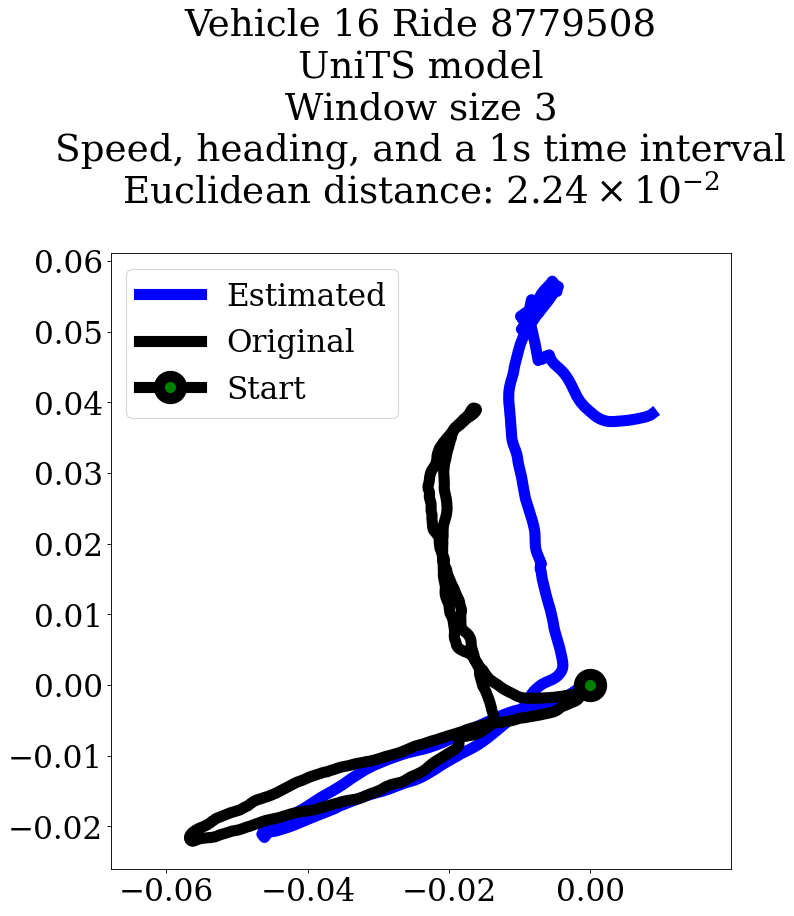 Vehicle 16 Ride 8779508
UniTS model
Window size 3
Speed, heading, and a 1s time interval
Euclidean distance: 2.24 × 10⁻²
0.06
0.05
0.04
0.03
0.02
0.01
0.00
−0.01
−0.02
Estimated
Original
Start
−0.06 −0.04 −0.02 0.00